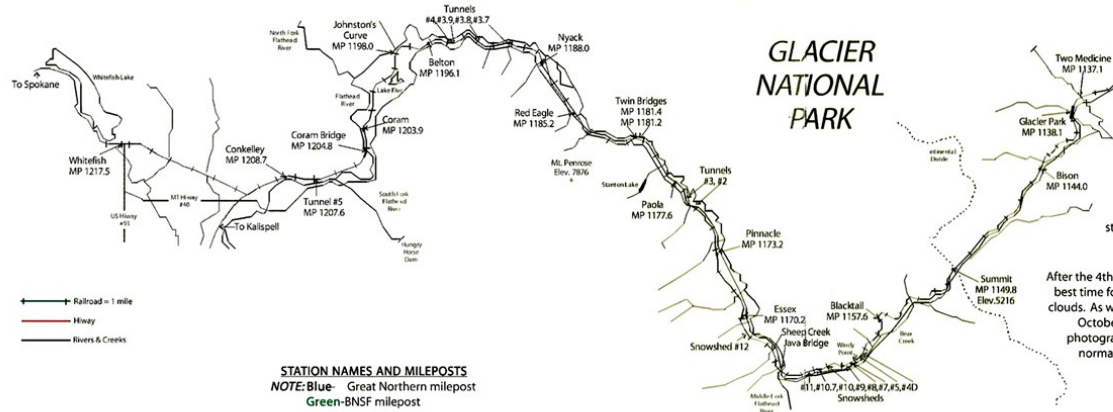 Tunnels
#4,#3.9,#3.8,#3.7
Johnston's
Curve
MP 1198.0
North Fork
Flathead
River
Nyack
MP 1188.0
GLACIER
NATIONAL
PARK
Two Medicine
MP 1137.1
Belton
MP 1196.1
To Spokane
Whitefish Lake
Lake Five
Flathead
River
Glacier Park
MP 1138.1
Red Eagle
MP 1185.2
Twin Bridges
MP 1181.4
MP 1181.2
Coram
MP 1203.9
Coram Bridge
MP 1204.8
Conkelley
MP 1208.7
Whitefish
MP 1217.5
Mt. Penrose
Elev. 7876
+
Continental
Divide
Bison
MP 1144.0
Tunnels
#3, #2
Stanton Lake
Paola
MP 1177.6
Tunnel #5
MP 1207.6
MT Hiway
#40
US Hiway
#93
South Fork
Flathead
River
To Kalispell
Hungry
Horse
Dam
Pinnacle
MP 1173.2
st
Summit
MP 1149.8
Elev.5216
After the 4th
best time fo
clouds. As w
October
photogra
norma
Railroad = 1 mile
Hiway
Rivers & Creeks
Essex
MP 1170.2
Blacktail
MP 1157.6
Sheep Creek
Java Bridge
Snowshed #12
Windy
Point
Bear
Creek
STATION NAMES AND MILEPOSTS
NOTE: Blue- Great Northern milepost
Green-BNSF milepost
#11,#10.7,#10,#9,#8,#7,#5,#4D
Snowsheds
Middle Fork
Flathead
River